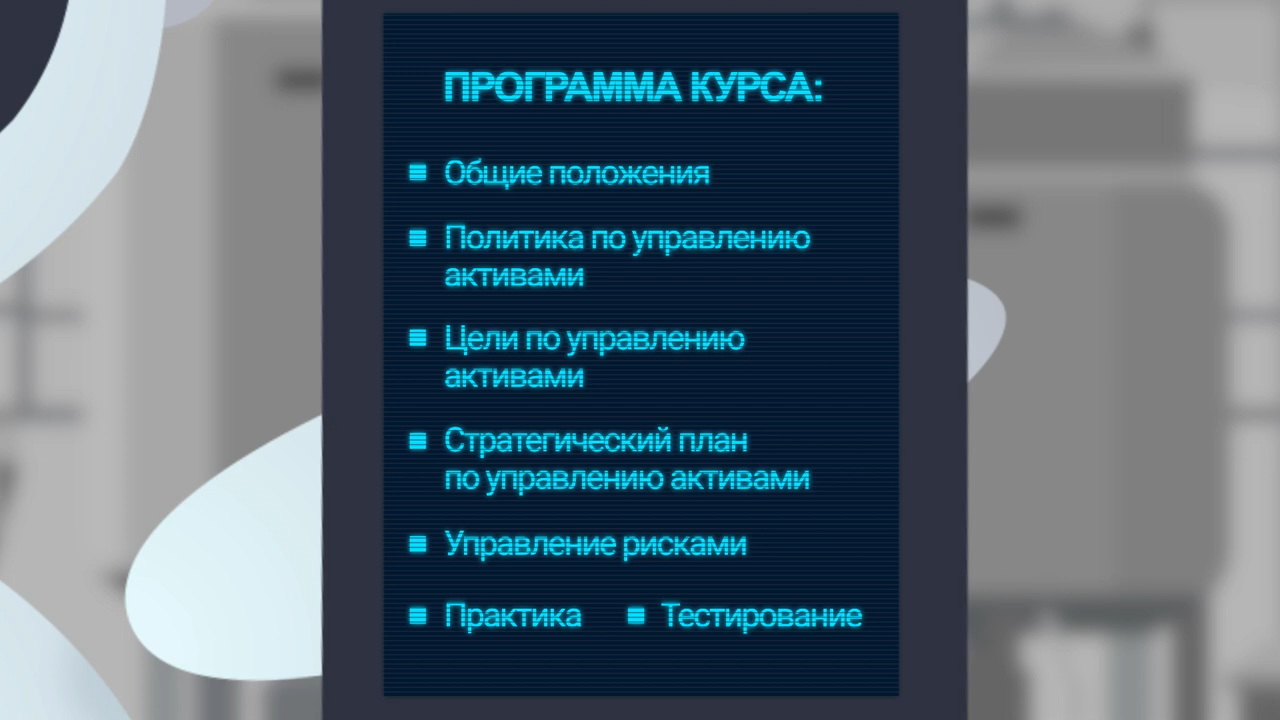 ПРОГРАММА КУРСА:
Общие положения
Политика по управлению
активами
Цели по управлению
активами
Стратегический план
по управлению активами
Управление рисками
Практика Тестирование